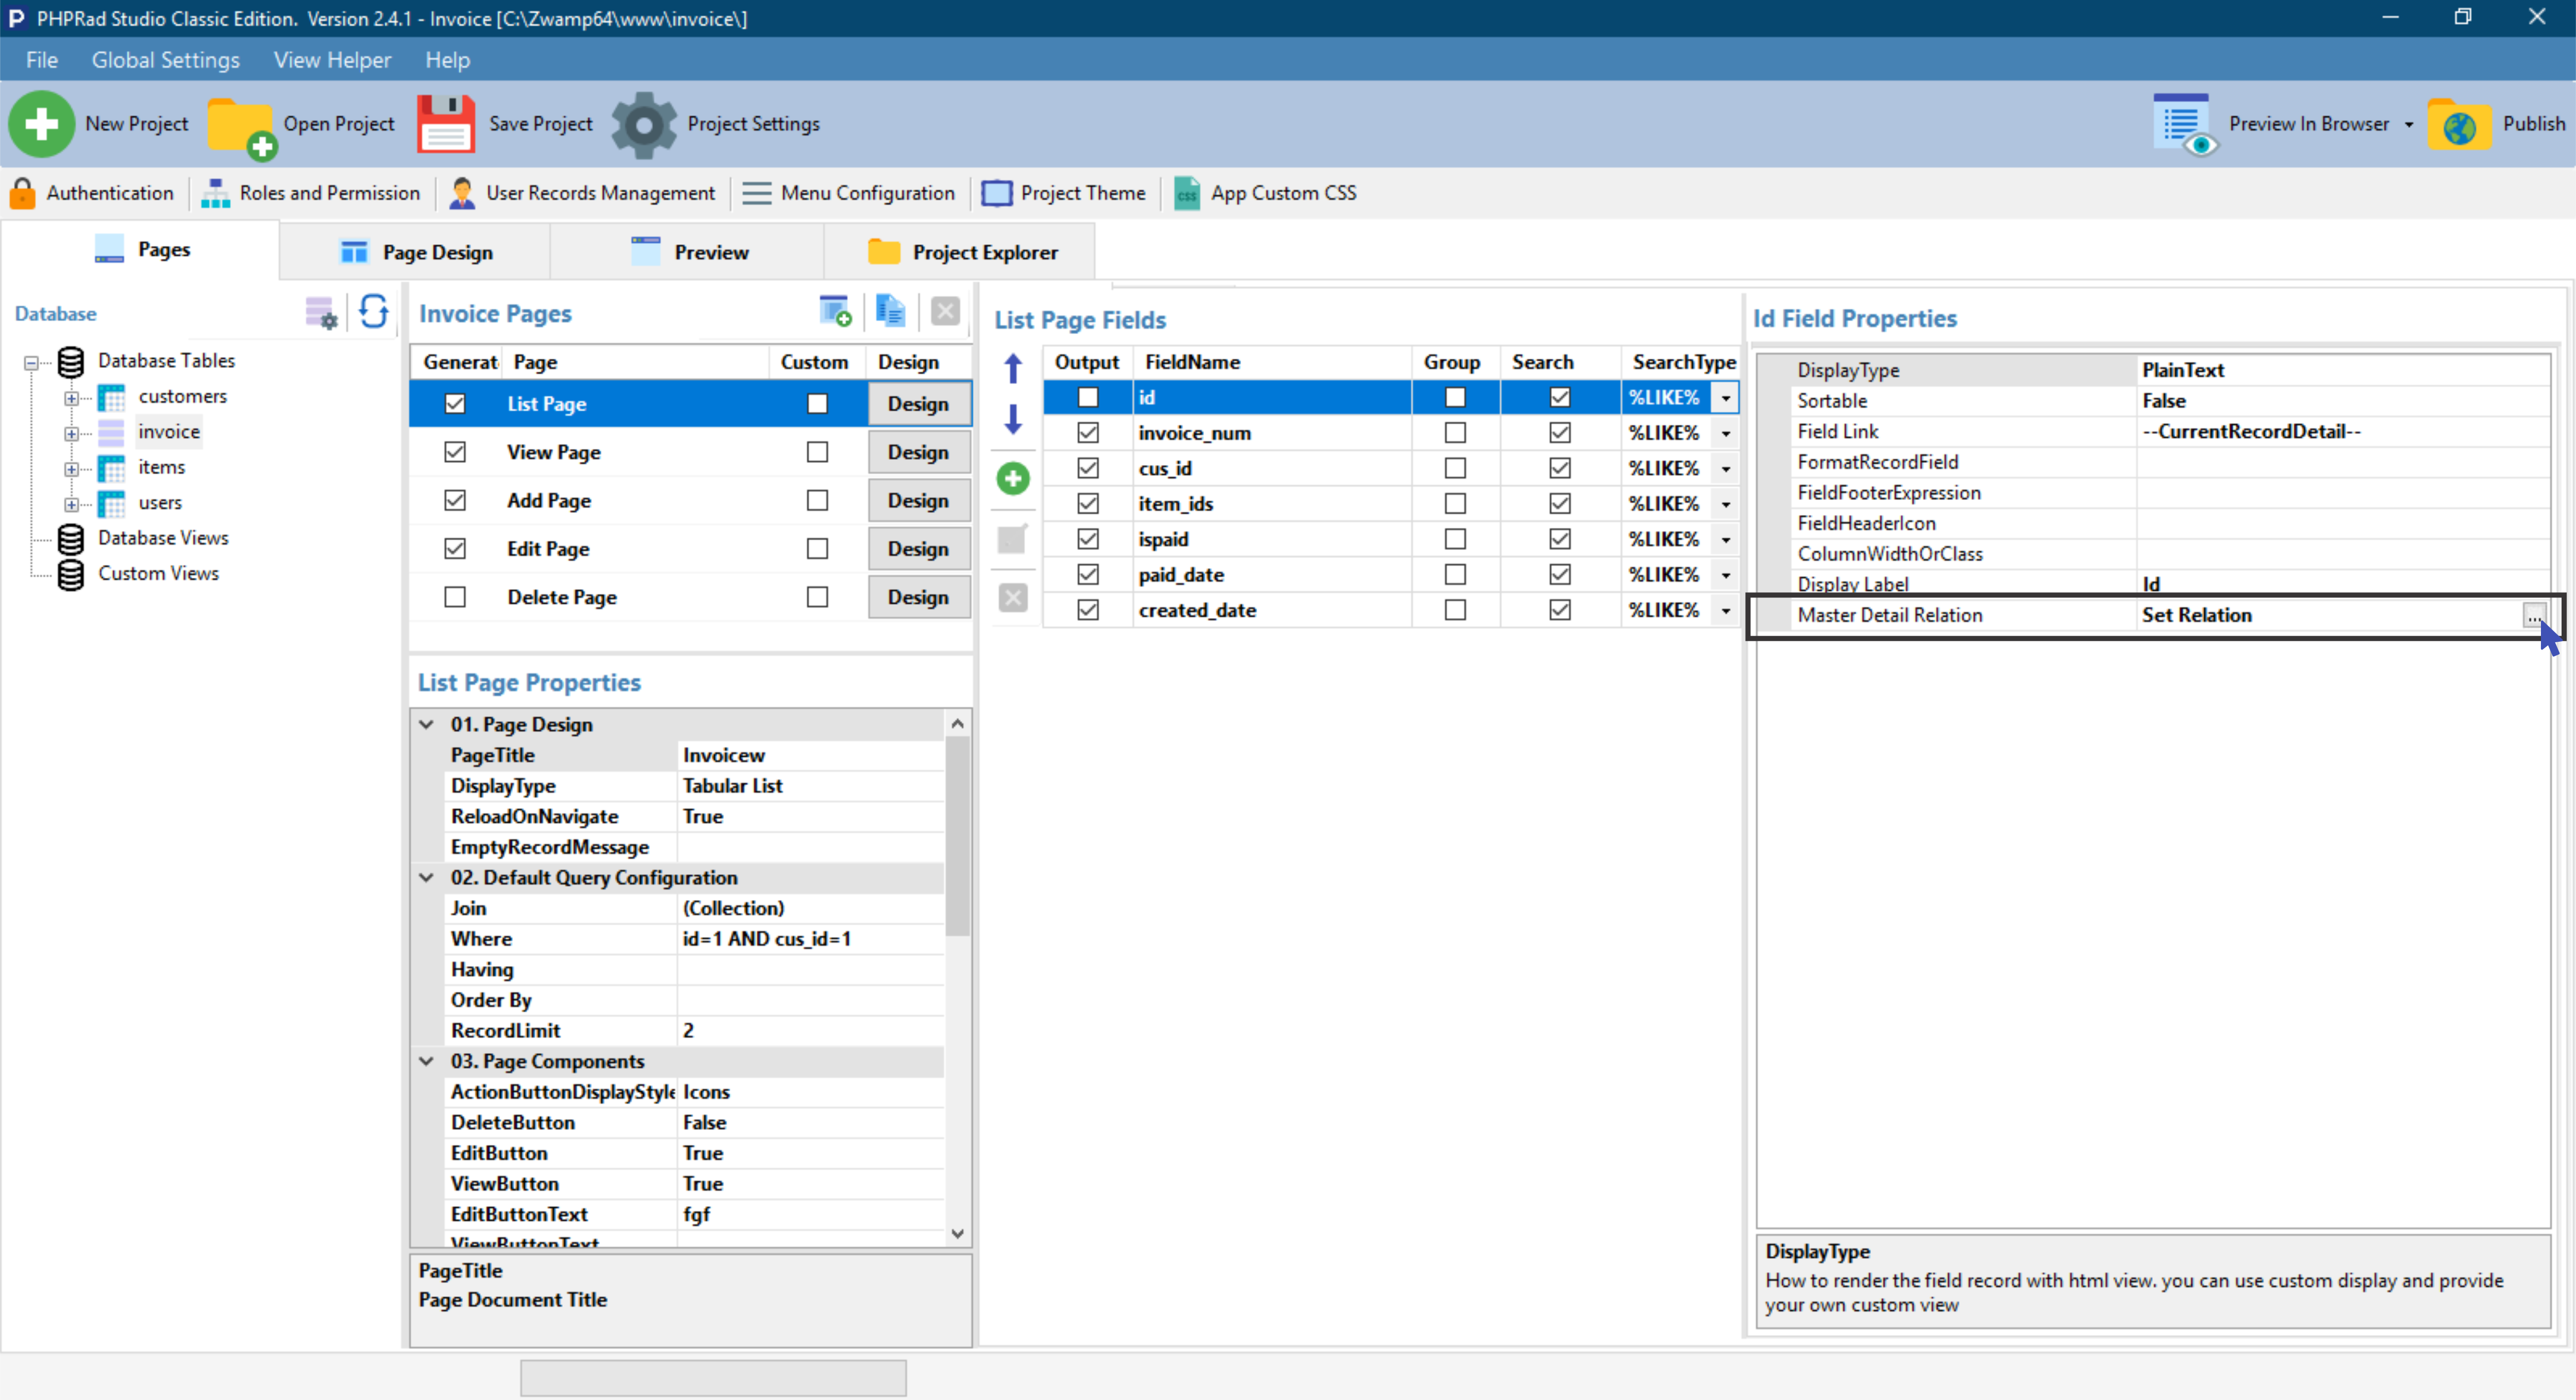 PHPRad Studio Classic Edition. Version 2.4.1 - Invoice [C:\Zwamp64\www\invoice\]
File Global Settings View Helper Help
New Project Open Project Save Project Project Settings Preview In Browser Publish
Authentication Roles and Permission User Records Management Menu Configuration Project Theme css App Custom CSS
Pages Page Design Preview Project Explorer
Database
Database Tables
customers
invoice
items
users
Database Views
Custom Views
Invoice Pages
Generat Page Custom Design
List Page Design
View Page Design
Add Page Design
Edit Page Design
Delete Page Design
List Page Properties
01. Page Design
PageTitle Invoicew
DisplayType Tabular List
ReloadOnNavigate True
EmptyRecordMessage
02. Default Query Configuration
Join (Collection)
Where id=1 AND cus_id=1
Having
Order By
RecordLimit 2
03. Page Components
ActionButtonDisplayStyle Icons
DeleteButton False
EditButton True
ViewButton True
EditButtonText fgf
ViewButtonText
PageTitle
Page Document Title
List Page Fields
Output FieldName Group Search SearchType
id %LIKE%
invoice_num %LIKE%
cus_id %LIKE%
item_ids %LIKE%
ispaid %LIKE%
paid_date %LIKE%
created_date %LIKE%
Id Field Properties
DisplayType PlainText
Sortable False
Field Link --CurrentRecordDetail--
FormatRecordField
FieldFooterExpression
FieldHeaderIcon
ColumnWidthOrClass
Display Label Id
Master Detail Relation Set Relation ...
DisplayType
How to render the field record with html view. you can use custom display and provide
your own custom view